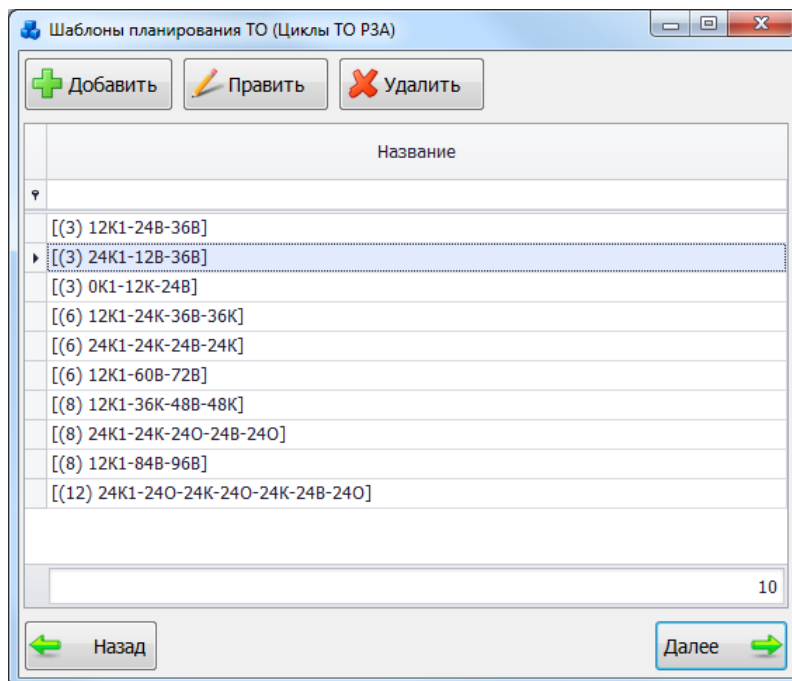 Шаблоны планирования ТО (Циклы ТО РЗА)
Добавить Править Удалить
Название
[(3) 12К1-24В-36В]
[(3) 24К1-12В-36В]
[(3) 0К1-12К-24В]
[(6) 12К1-24К-36В-36К]
[(6) 24К1-24К-24В-24К]
[(6) 12К1-60В-72В]
[(8) 12К1-36К-48В-48К]
[(8) 24К1-24К-24О-24В-24О]
[(8) 12К1-84В-96В]
[(12) 24К1-24О-24К-24О-24К-24В-24О]
10
Назад Далее